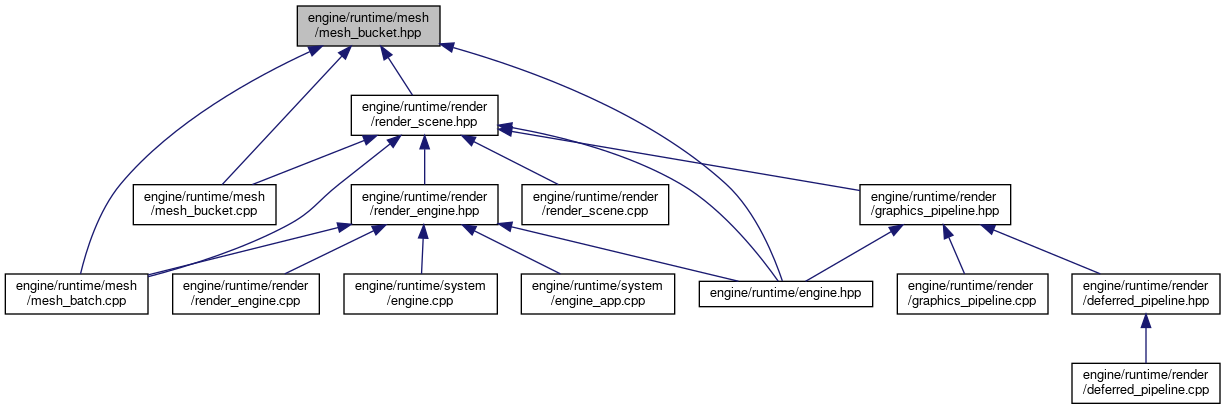 engine/runtime/mesh
/mesh_bucket.hpp
engine/runtime/render
/render_scene.hpp
engine/runtime/mesh
/mesh_bucket.cpp
engine/runtime/render
/render_engine.hpp
engine/runtime/render
/render_scene.cpp
engine/runtime/render
/graphics_pipeline.hpp
engine/runtime/mesh
/mesh_batch.cpp
engine/runtime/render
/render_engine.cpp
engine/runtime/system
/engine.cpp
engine/runtime/system
/engine_app.cpp
engine/runtime/engine.hpp
engine/runtime/render
/graphics_pipeline.cpp
engine/runtime/render
/deferred_pipeline.hpp
engine/runtime/render
/deferred_pipeline.cpp